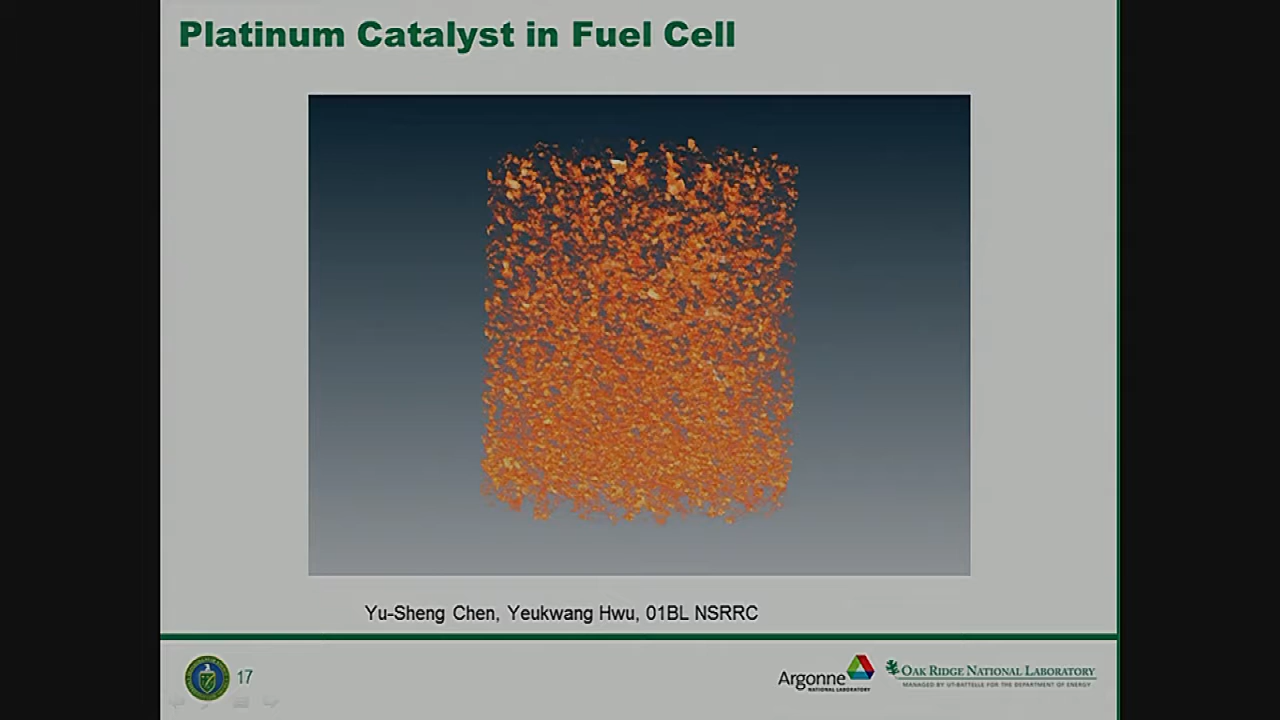 Platinum Catalyst in Fuel Cell
Yu-Sheng Chen, Yeukwang Hwu, 01BL NSRRC
17
Argonne
NATIONAL LABORATORY
OAK RIDGE NATIONAL LABORATORY
MANAGED BY UT-BATTELLE FOR THE DEPARTMENT OF ENERGY